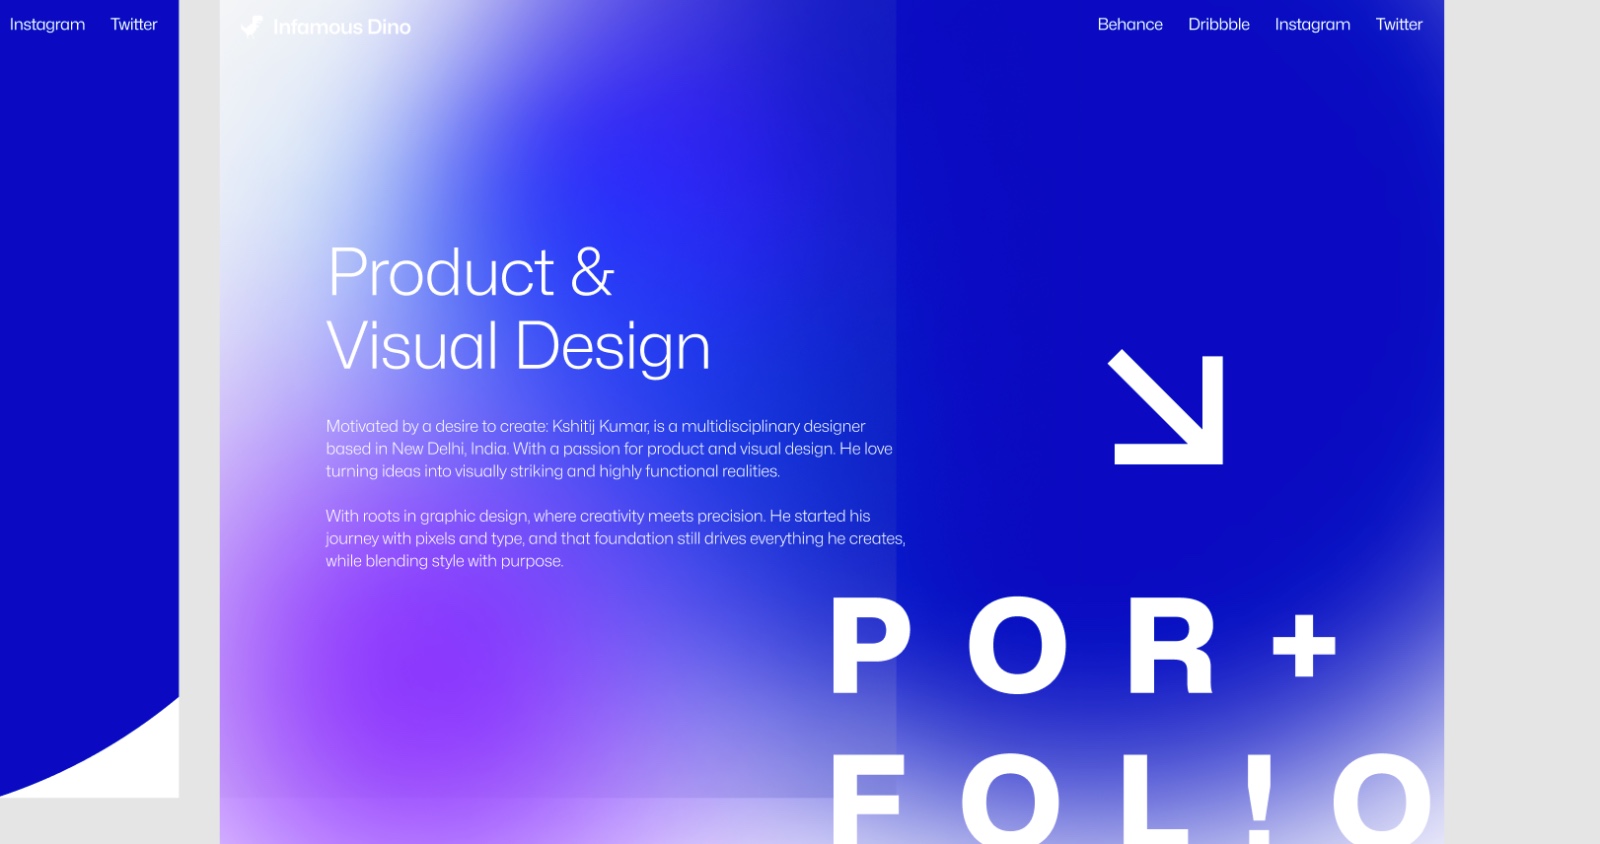 Instagram Twitter
Infamous Dino
Behance Dribbble Instagram Twitter
Product &
Visual Design
Motivated by a desire to create: Kshitij Kumar, is a multidisciplinary designer
based in New Delhi, India. With a passion for product and visual design. He love
turning ideas into visually striking and highly functional realities.
With roots in graphic design, where creativity meets precision. He started his
journey with pixels and type, and that foundation still drives everything he creates,
while blending style with purpose.
POR+
FOL!O